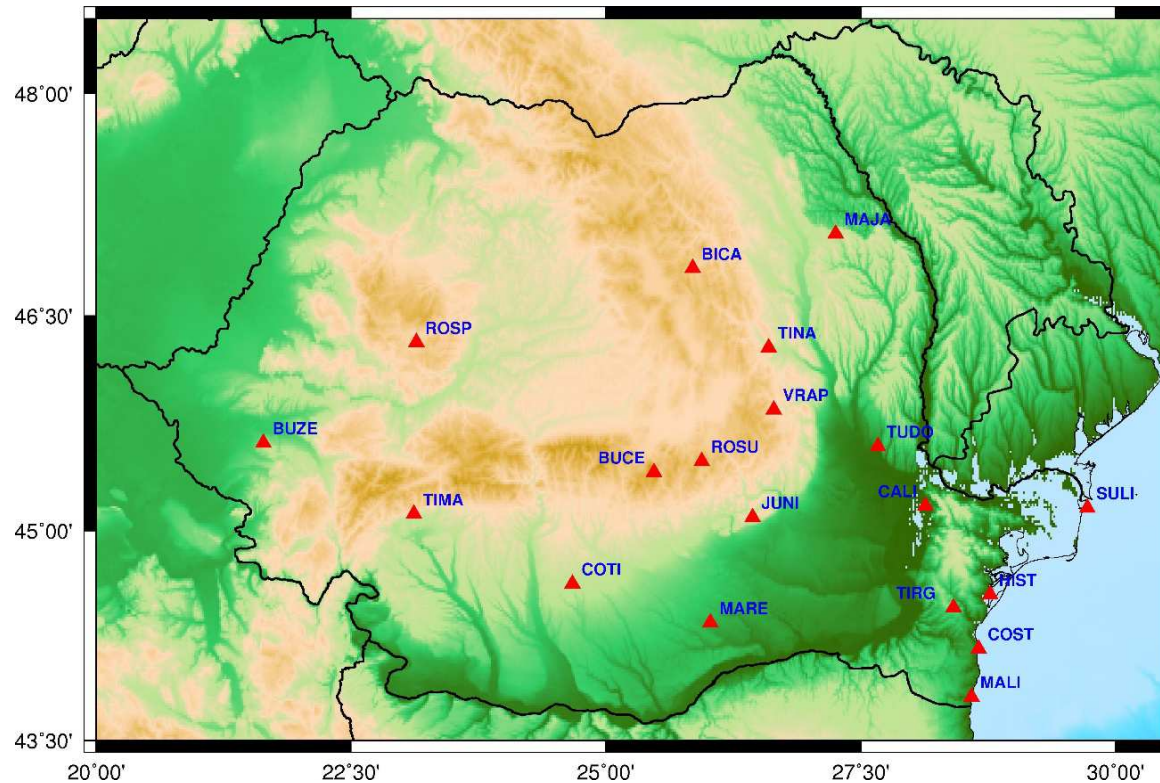 48°00'
MAJA
BICA
46°30'
ROSP
TINA
VRAP
BUZE
TUDO
BUCE
ROSU
TIMA
CALI
SULI
JUNI
45°00'
COTI
HIST
TIRG
MARE
COST
MALI
43°30'
20°00' 22°30' 25°00' 27°30' 30°00'